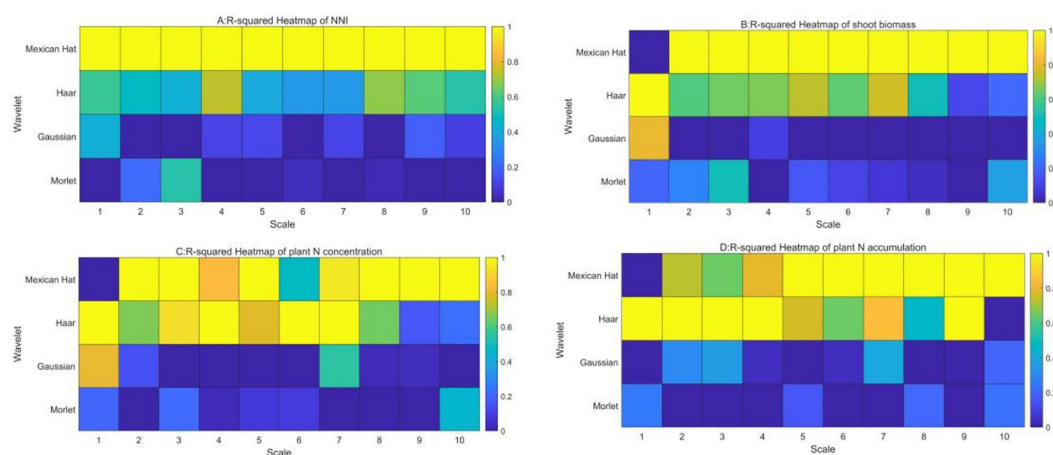 A:R-squared Heatmap of NNI
Wavelet
Mexican Hat
Haar
Gaussian
Morlet
1 2 3 4 5 6 7 8 9 10
Scale
1
0.8
0.6
0.4
0.2
0
B:R-squared Heatmap of shoot biomass
Wavelet
Mexican Hat
Haar
Gaussian
Morlet
1 2 3 4 5 6 7 8 9 10
Scale
0
C:R-squared Heatmap of plant N concentration
Wavelet
Mexican Hat
Haar
Gaussian
Morlet
1 2 3 4 5 6 7 8 9 10
Scale
1
0.8
0.6
0.4
0.2
0
D:R-squared Heatmap of plant N accumulation
Wavelet
Mexican Hat
Haar
Gaussian
Morlet
1 2 3 4 5 6 7 8 9 10
Scale
1
0